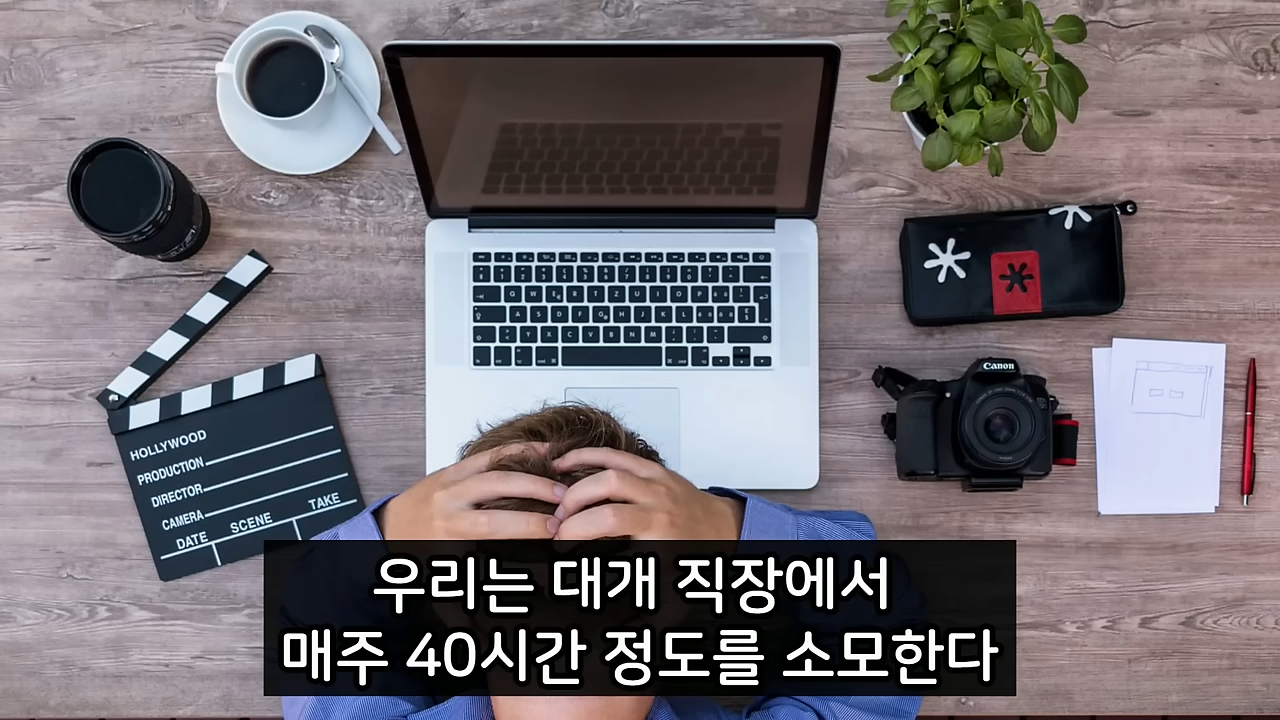 HOLLYWOOD
PRODUCTION
DIRECTOR
CAMERA
DATE SCENE TAKE
Canon
우리는 대개 직장에서
매주 40시간 정도를 소모한다